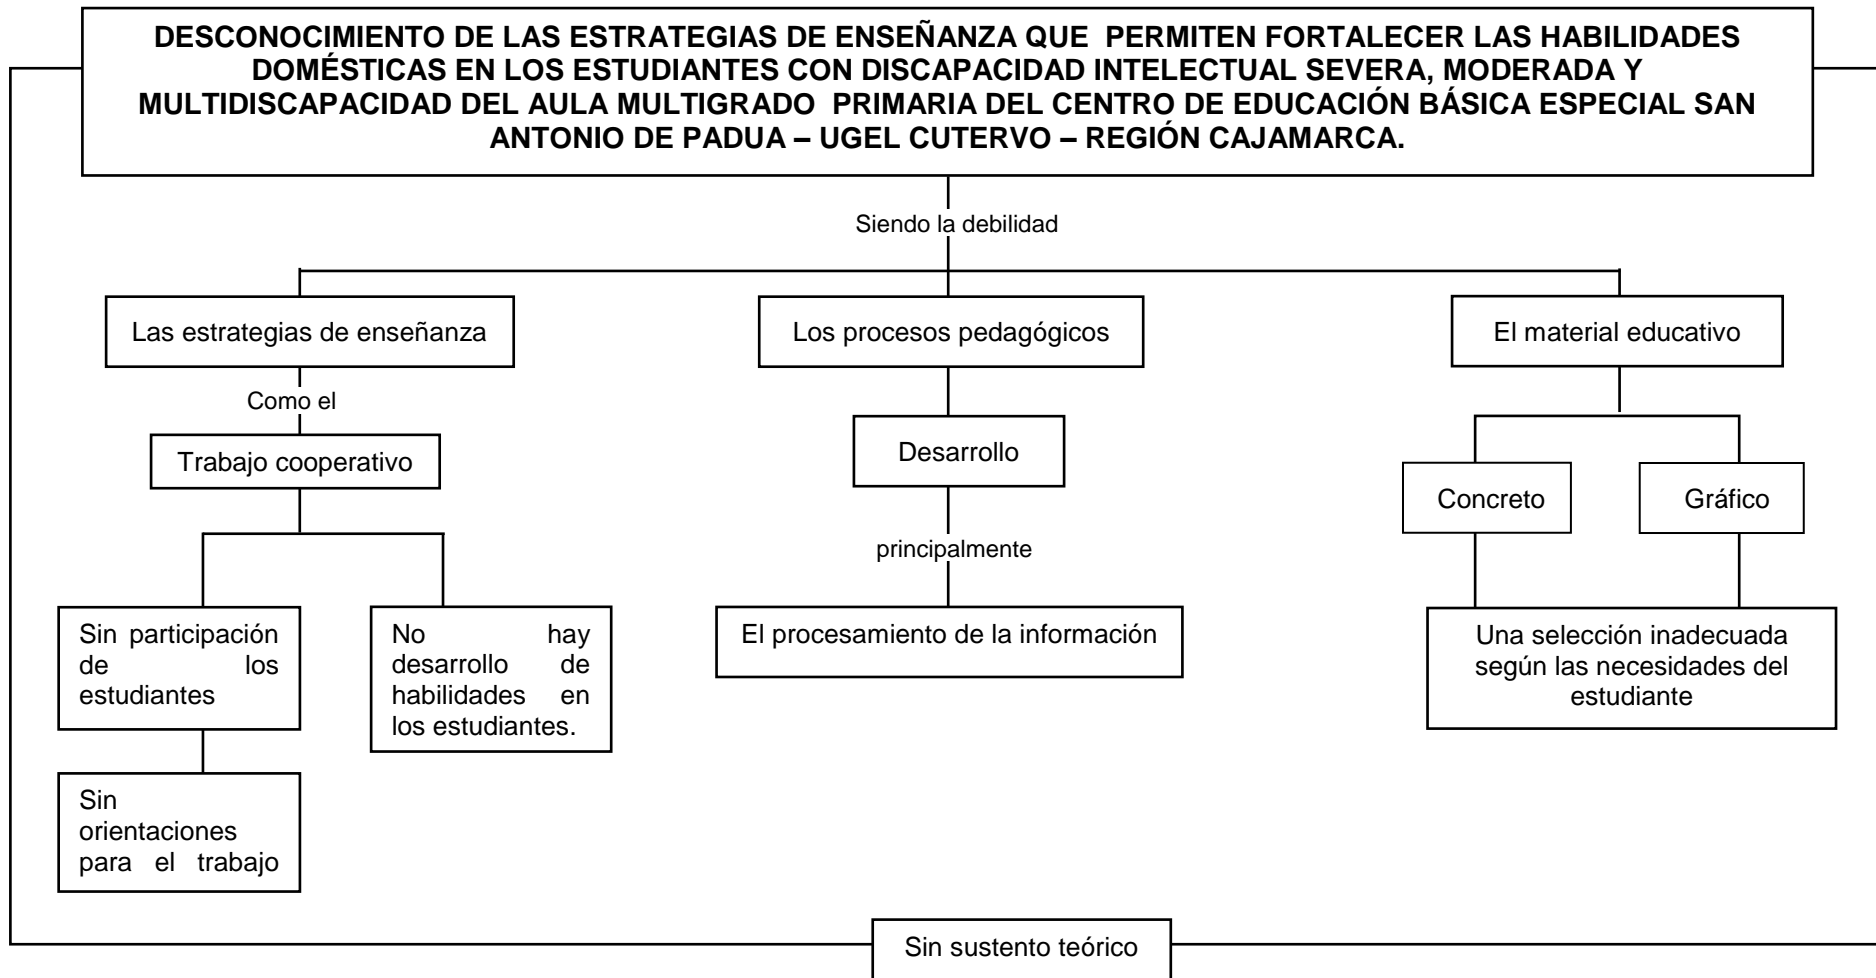 DESCONOCIMIENTO DE LAS ESTRATEGIAS DE ENSEÑANZA QUE PERMITEN FORTALECER LAS HABILIDADES
DOMÉSTICAS EN LOS ESTUDIANTES CON DISCAPACIDAD INTELECTUAL SEVERA, MODERADA Y
MULTIDISCAPACIDAD DEL AULA MULTIGRADO PRIMARIA DEL CENTRO DE EDUCACIÓN BÁSICA ESPECIAL SAN
ANTONIO DE PADUA – UGEL CUTERVO – REGIÓN CAJAMARCA.
Siendo la debilidad
Las estrategias de enseñanza
Como el
Trabajo cooperativo
Sin participación
de los
estudiantes
Sin
orientaciones
para el trabajo
No hay
desarrollo de
habilidades en
los estudiantes.
Los procesos pedagógicos
Desarrollo
principalmente
El procesamiento de la información
El material educativo
Concreto
Gráfico
Una selección inadecuada
según las necesidades del
estudiante
Sin sustento teórico